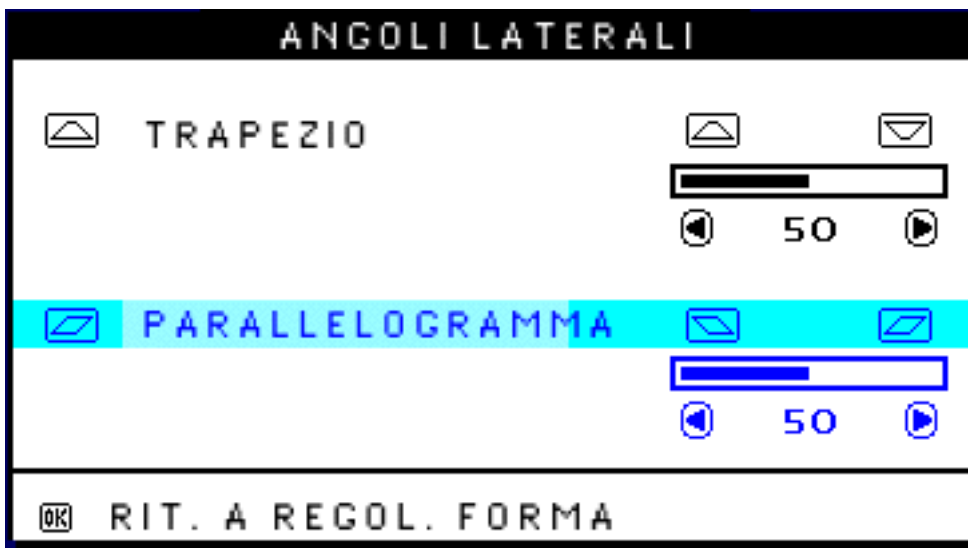 ANGOLI LATERALI
TRAPEZIO
50
PARALLELOGRAMMA
50
OK RIT. A REGOL. FORMA